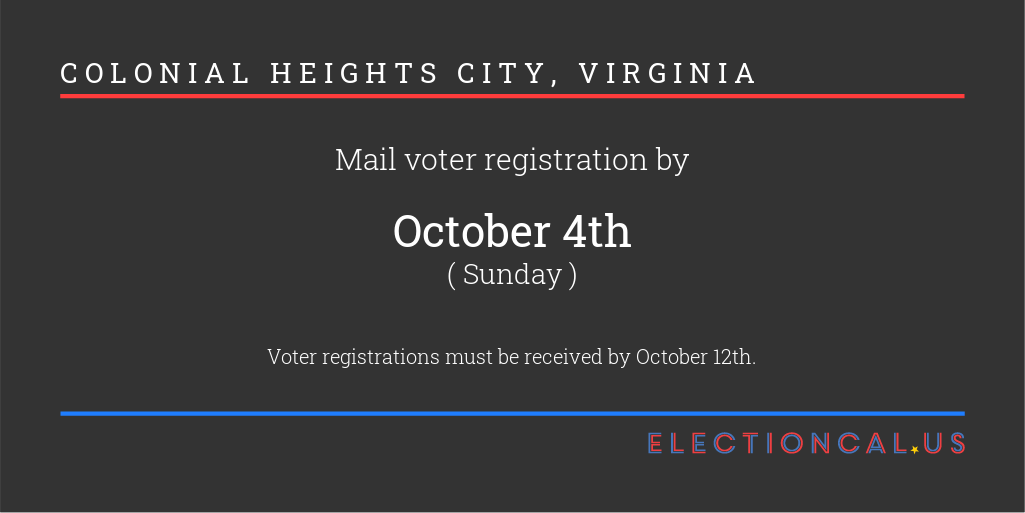 COLONIAL HEIGHTS CITY, VIRGINIA
Mail voter registration by
October 4th
( Sunday )
Voter registrations must be received by October 12th.
ELECTIONCAL.US